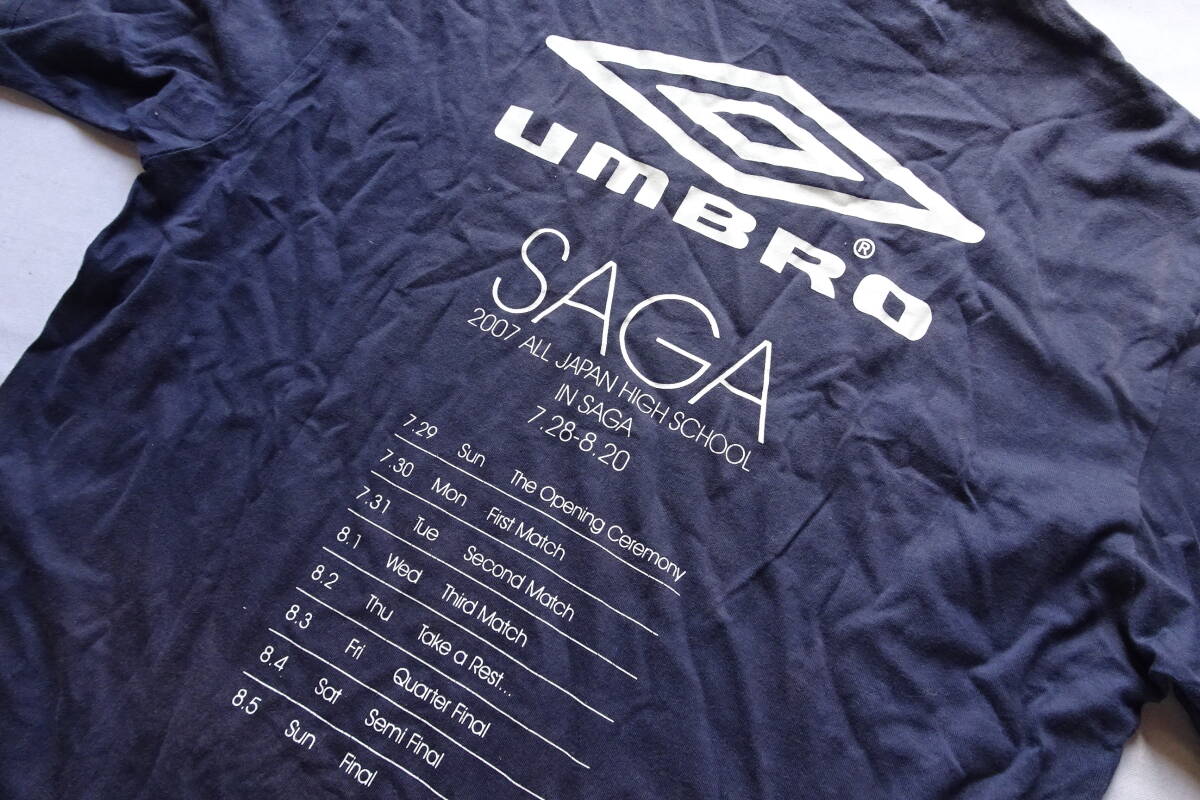 UMBRO®
SAGA
2007 ALL JAPAN HIGH SCHOOL
IN SAGA
7.28-8.20
7.29 Sun The Opening Ceremony
7.30 Mon First Match
7.31 Tue Second Match
8.1 Wed Third Match
8.2 Thu Take a Rest...
8.3 Fri Quarter Final
8.4 Sat Semi Final
8.5 Sun Final